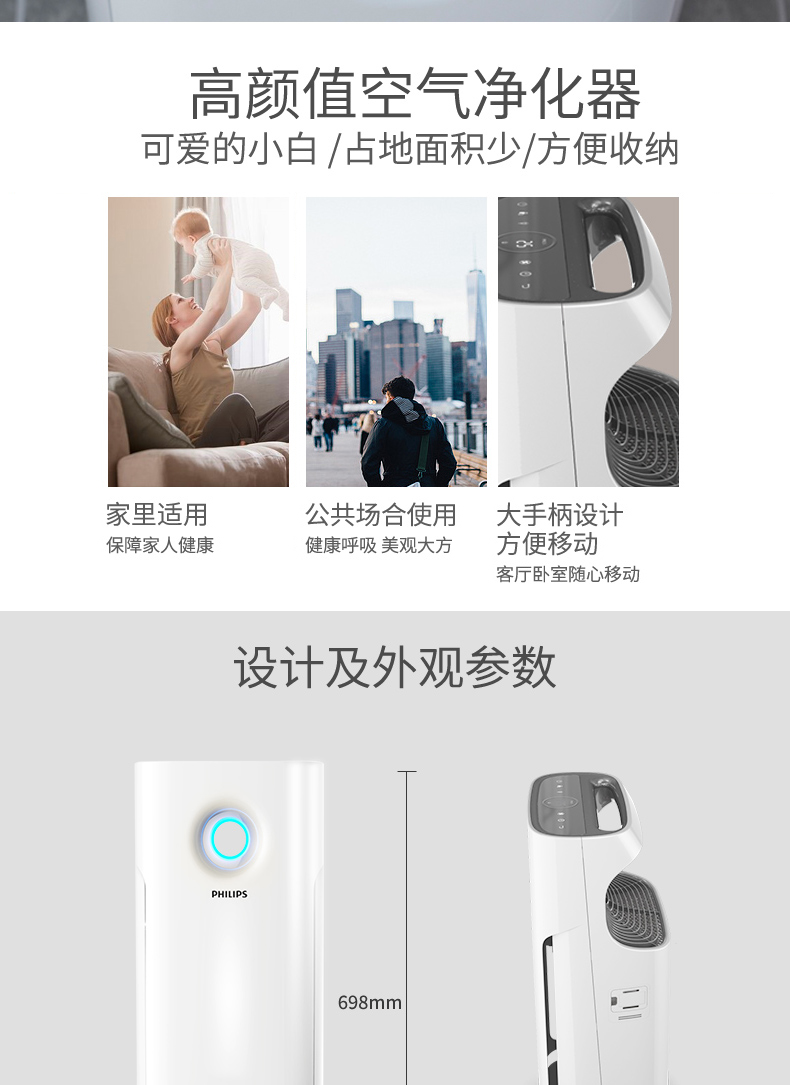 高颜值空气净化器
可爱的小白 /占地面积少/方便收纳
家里适用
保障家人健康
公共场合使用
健康呼吸 美观大方
大手柄设计
方便移动
客厅卧室随心移动
设计及外观参数
PHILIPS
698mm